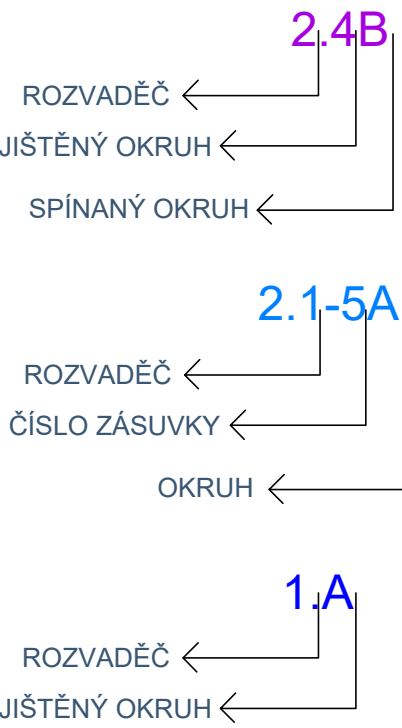 2.4B
ROZVADĚČ
JIŠTĚNÝ OKRUH
SPÍNANÝ OKRUH
2.1-5A
ROZVADĚČ
ČÍSLO ZÁSUVKY
OKRUH
1.A
ROZVADĚČ
JIŠTĚNÝ OKRUH